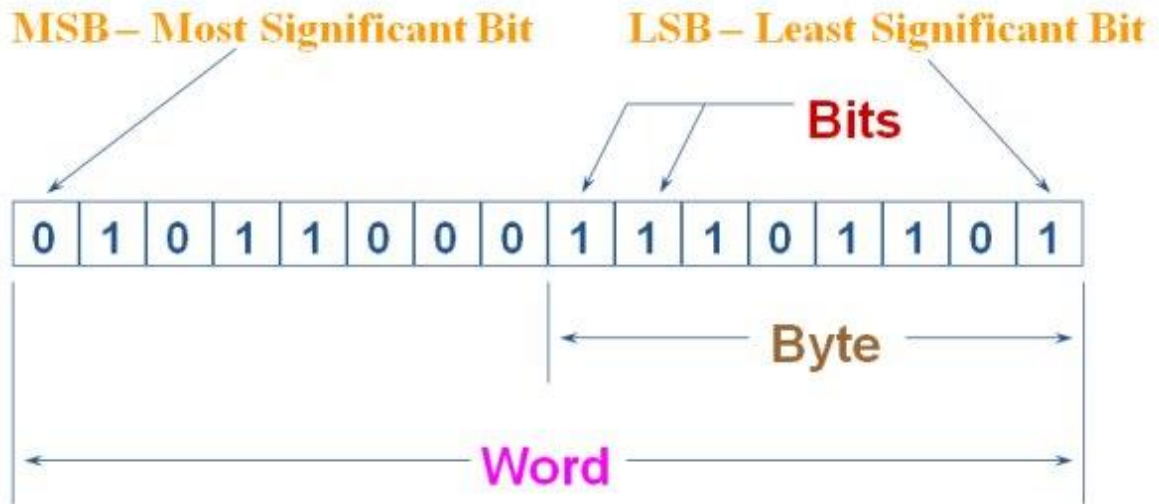 MSB – Most Significant Bit LSB – Least Significant Bit
Bits
0 1 0 1 1 0 0 0 1 1 1 0 1 1 0 1
Byte
Word